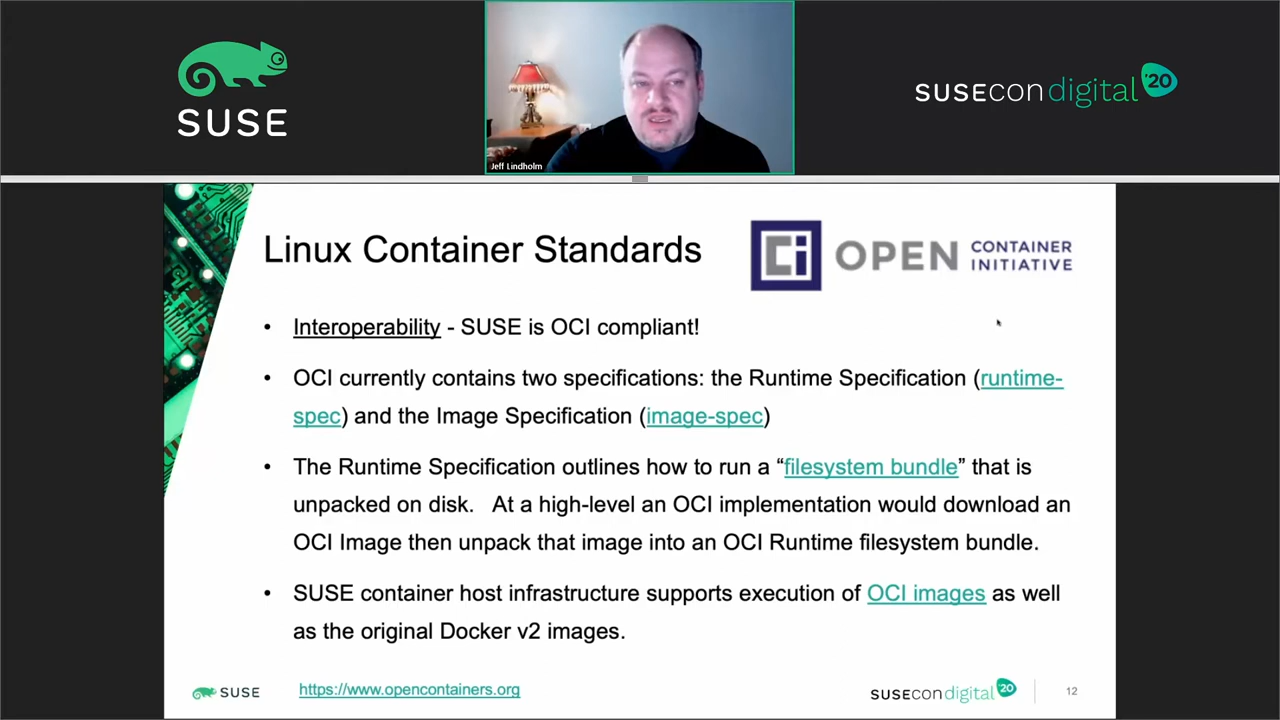 SUSE
SUSEcon digital '20
Jeff Lindholm
Linux Container Standards
OPEN CONTAINER INITIATIVE
• Interoperability - SUSE is OCI compliant!
• OCI currently contains two specifications: the Runtime Specification (runtime-
spec) and the Image Specification (image-spec)
• The Runtime Specification outlines how to run a “filesystem bundle” that is
unpacked on disk. At a high-level an OCI implementation would download an
OCI Image then unpack that image into an OCI Runtime filesystem bundle.
• SUSE container host infrastructure supports execution of OCI images as well
as the original Docker v2 images.
SUSE
https://www.opencontainers.org
SUSEcon digital '20
12